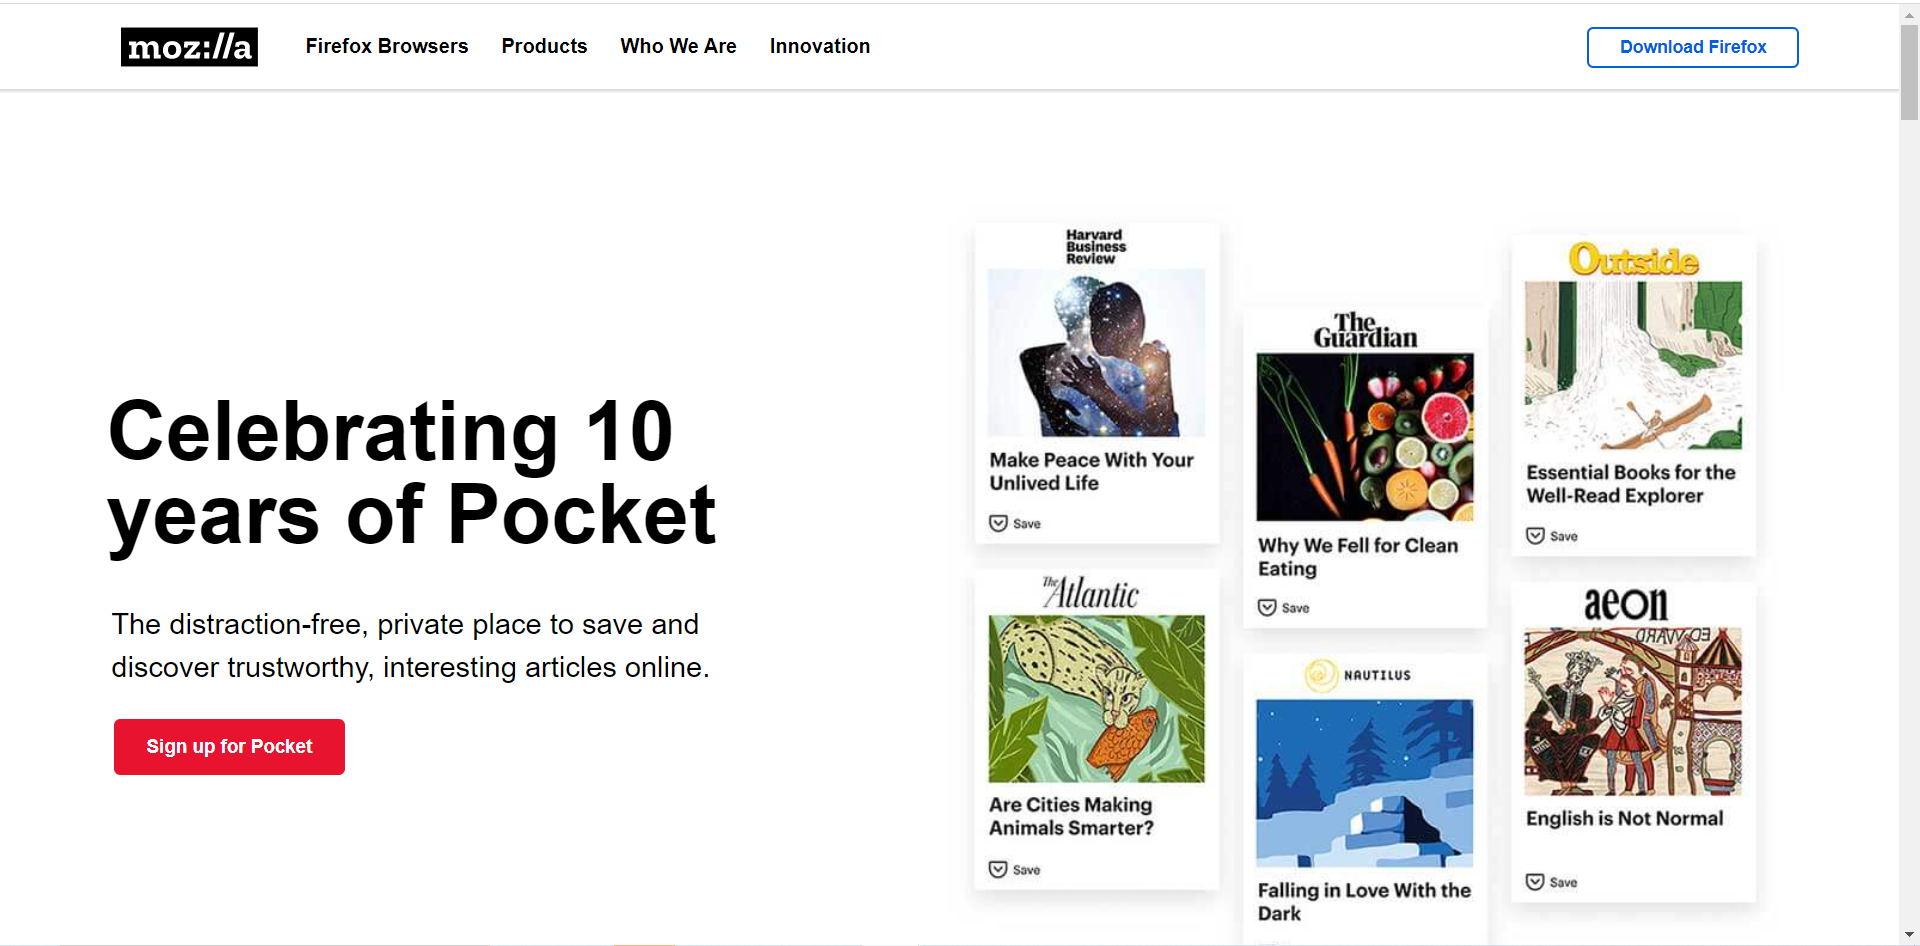 moz://a
Firefox Browsers
Products
Who We Are
Innovation
Download Firefox
Celebrating 10
years of Pocket
The distraction-free, private place to save and
discover trustworthy, interesting articles online.
Sign up for Pocket
Harvard
Business
Review
Make Peace With Your
Unlived Life
Save
The Atlantic
Are Cities Making
Animals Smarter?
Save
The
Guardian
Why We Fell for Clean
Eating
Save
NAUTILUS
Falling in Love With the
Dark
Outside
Essential Books for the
Well-Read Explorer
Save
aeon
English is Not Normal
Save